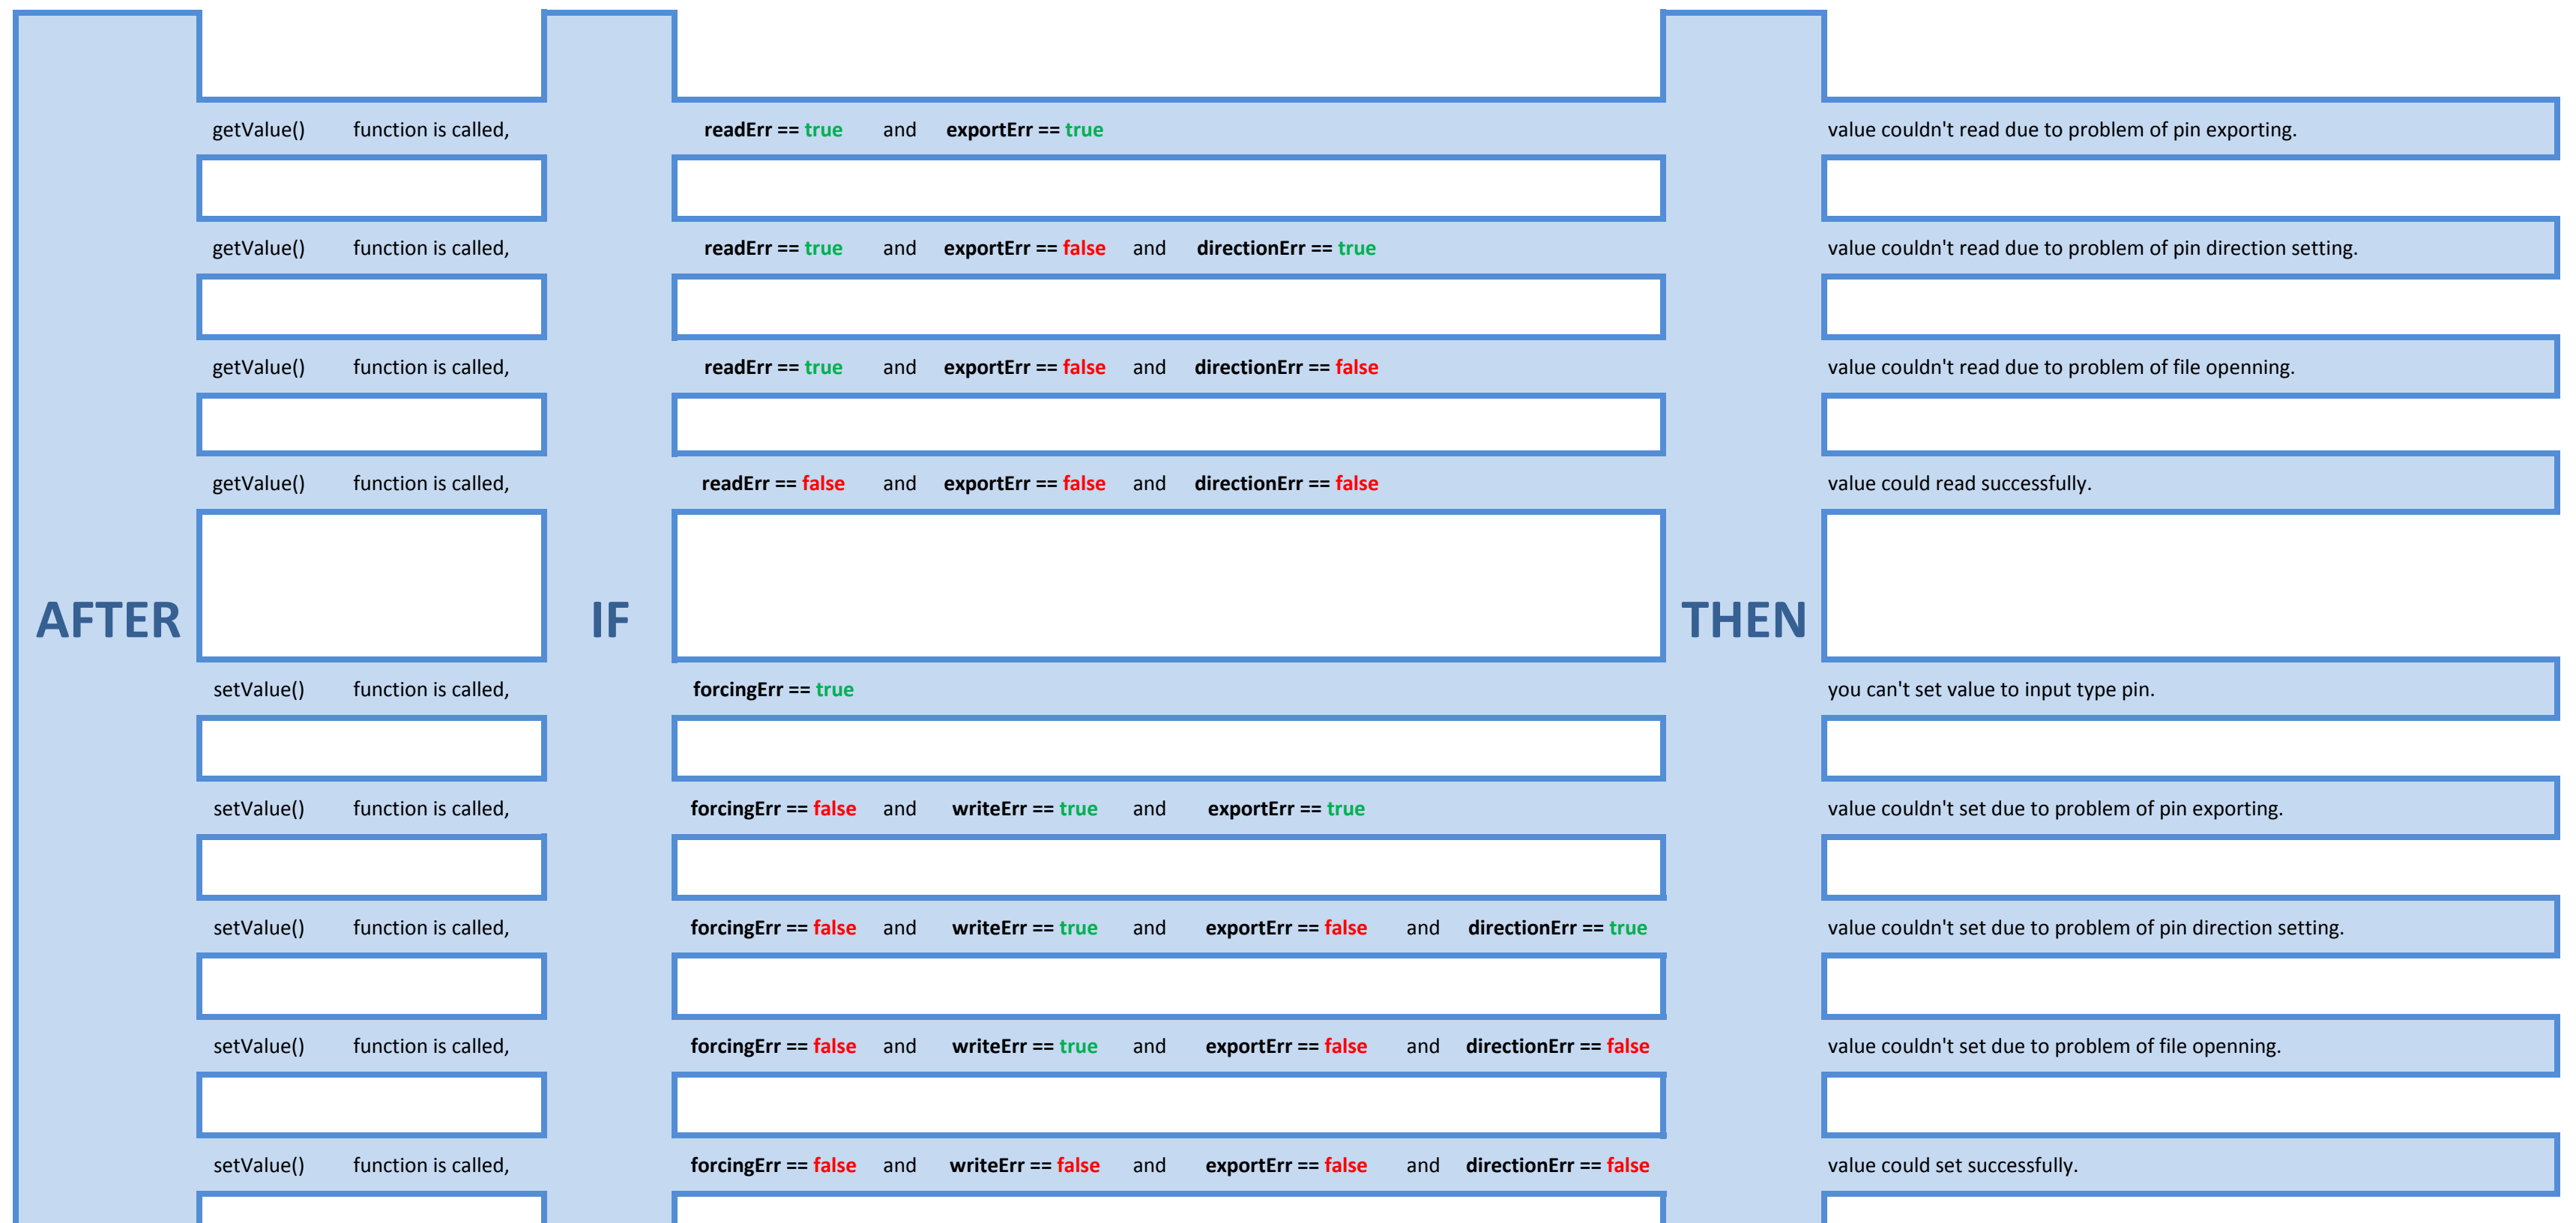 getValue() function is called, readErr == true and exportErr == true value couldn't read due to problem of pin exporting.
getValue() function is called, readErr == true and exportErr == false and directionErr == true value couldn't read due to problem of pin direction setting.
getValue() function is called, readErr == true and exportErr == false and directionErr == false value couldn't read due to problem of file openning.
getValue() function is called, readErr == false and exportErr == false and directionErr == false value could read successfully.
AFTER IF THEN
setValue() function is called, forcingErr == true you can't set value to input type pin.
setValue() function is called, forcingErr == false and writeErr == true and exportErr == true value couldn't set due to problem of pin exporting.
setValue() function is called, forcingErr == false and writeErr == true and exportErr == false and directionErr == true value couldn't set due to problem of pin direction setting.
setValue() function is called, forcingErr == false and writeErr == true and exportErr == false and directionErr == false value couldn't set due to problem of file openning.
setValue() function is called, forcingErr == false and writeErr == false and exportErr == false and directionErr == false value could set successfully.